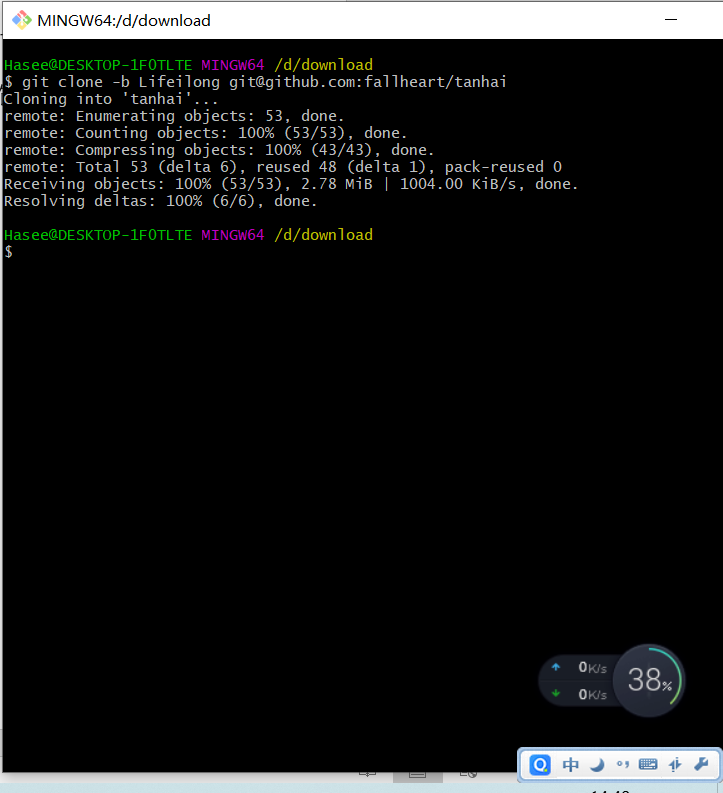 MINGW64:/d/download
Hasee@DESKTOP-1F0TLTE MINGW64 /d/download
$ git clone -b Lifeilong git@github.com:fallheart/tanhai
Cloning into 'tanhai'...
remote: Enumerating objects: 53, done.
remote: Counting objects: 100% (53/53), done.
remote: Compressing objects: 100% (43/43), done.
remote: Total 53 (delta 6), reused 48 (delta 1), pack-reused 0
Receiving objects: 100% (53/53), 2.78 MiB | 1004.00 KiB/s, done.
Resolving deltas: 100% (6/6), done.
Hasee@DESKTOP-1F0TLTE MINGW64 /d/download
$
0K/s
0K/s
38%
中